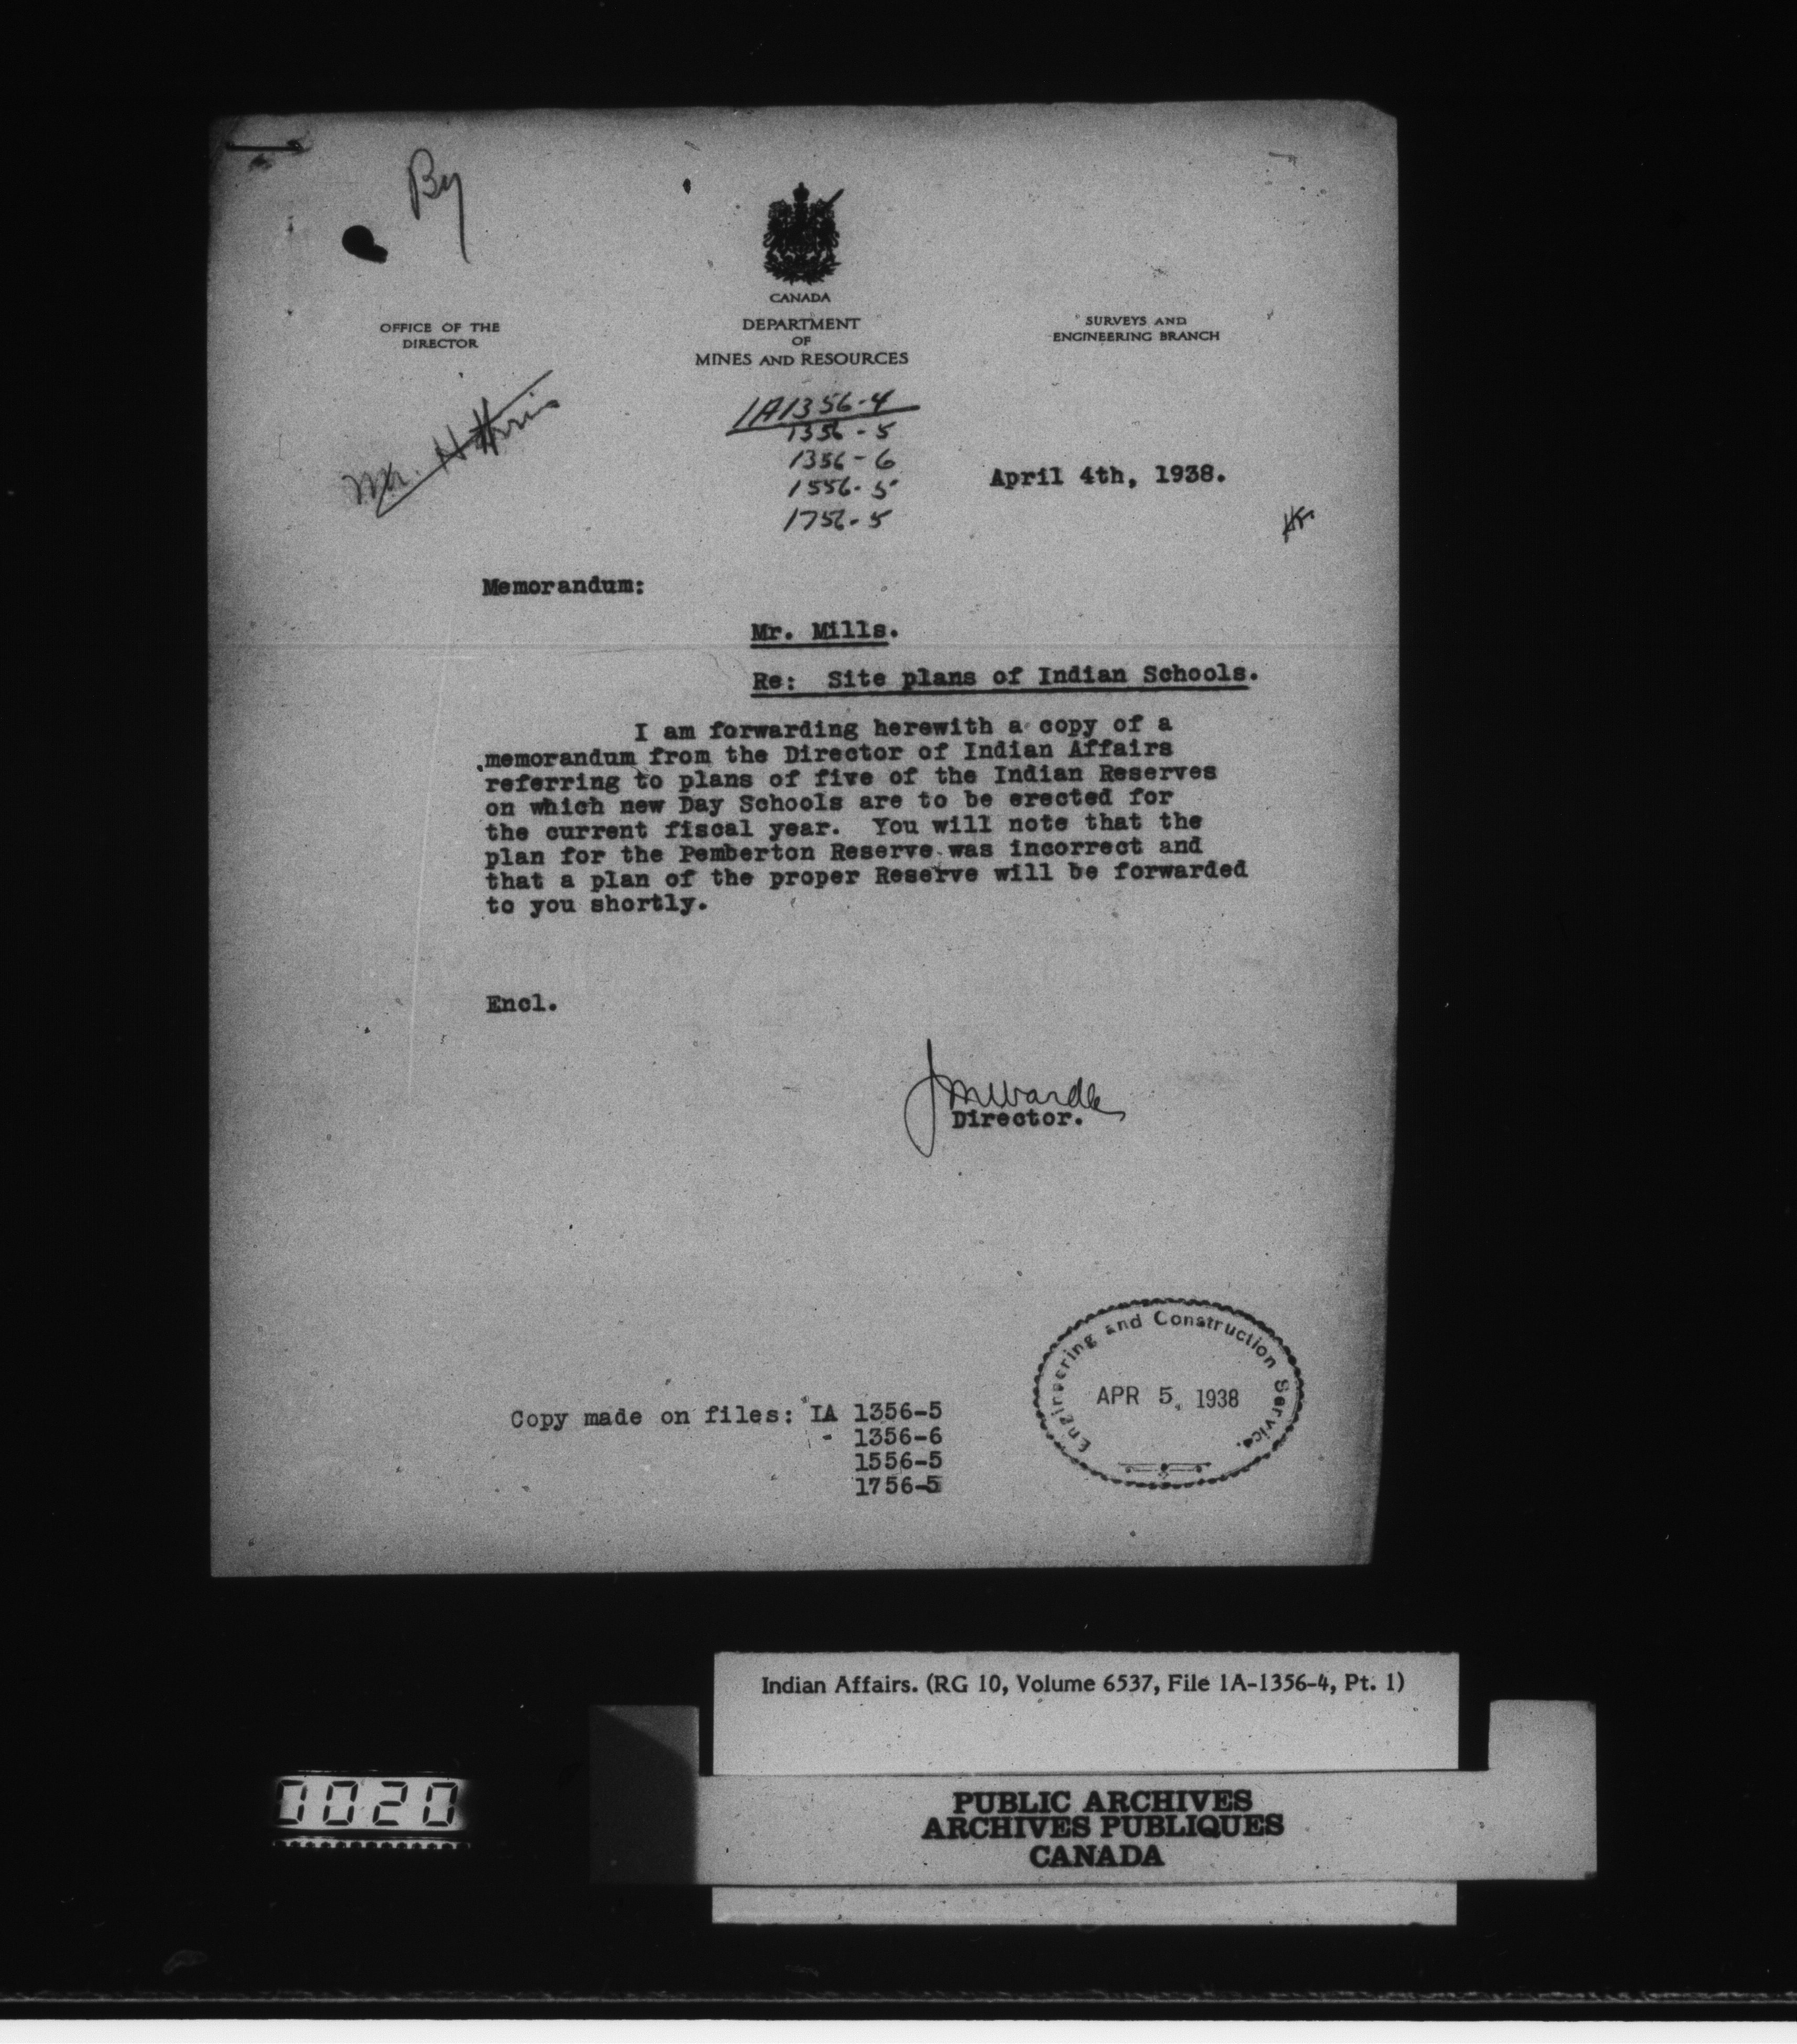 By
CANADA
OFFICE OF THE
DIRECTOR
DEPARTMENT
OF
MINES AND RESOURCES
SURVEYS AND
ENGINEERING BRANCH
Mr.
IA1356-4
1356-5
1356-6
1556-5
1756-5
April 4th, 1938.
Memorandum:
Mr. Mills.
Re: Site plans of Indian Schools.
I am forwarding herewith a copy of a
memorandum from the Director of Indian Affairs
referring to plans of five of the Indian Reserves
on which new Day Schools are to be erected for
the current fiscal year. You will note that the
plan for the Pemberton Reserve was incorrect and
that a plan of the proper Reserve will be forwarded
to you shortly.
Encl.
JMWardle
Director.
Engineering and Construction Service.
APR 5, 1938
Copy made on files: IA 1356-5
- 1356-6
1556-5
1756-5
Indian Affairs. (RG 10, Volume 6537, File 1A-1356-4, Pt. 1)
0020
PUBLIC ARCHIVES
ARCHIVES PUBLIQUES
CANADA